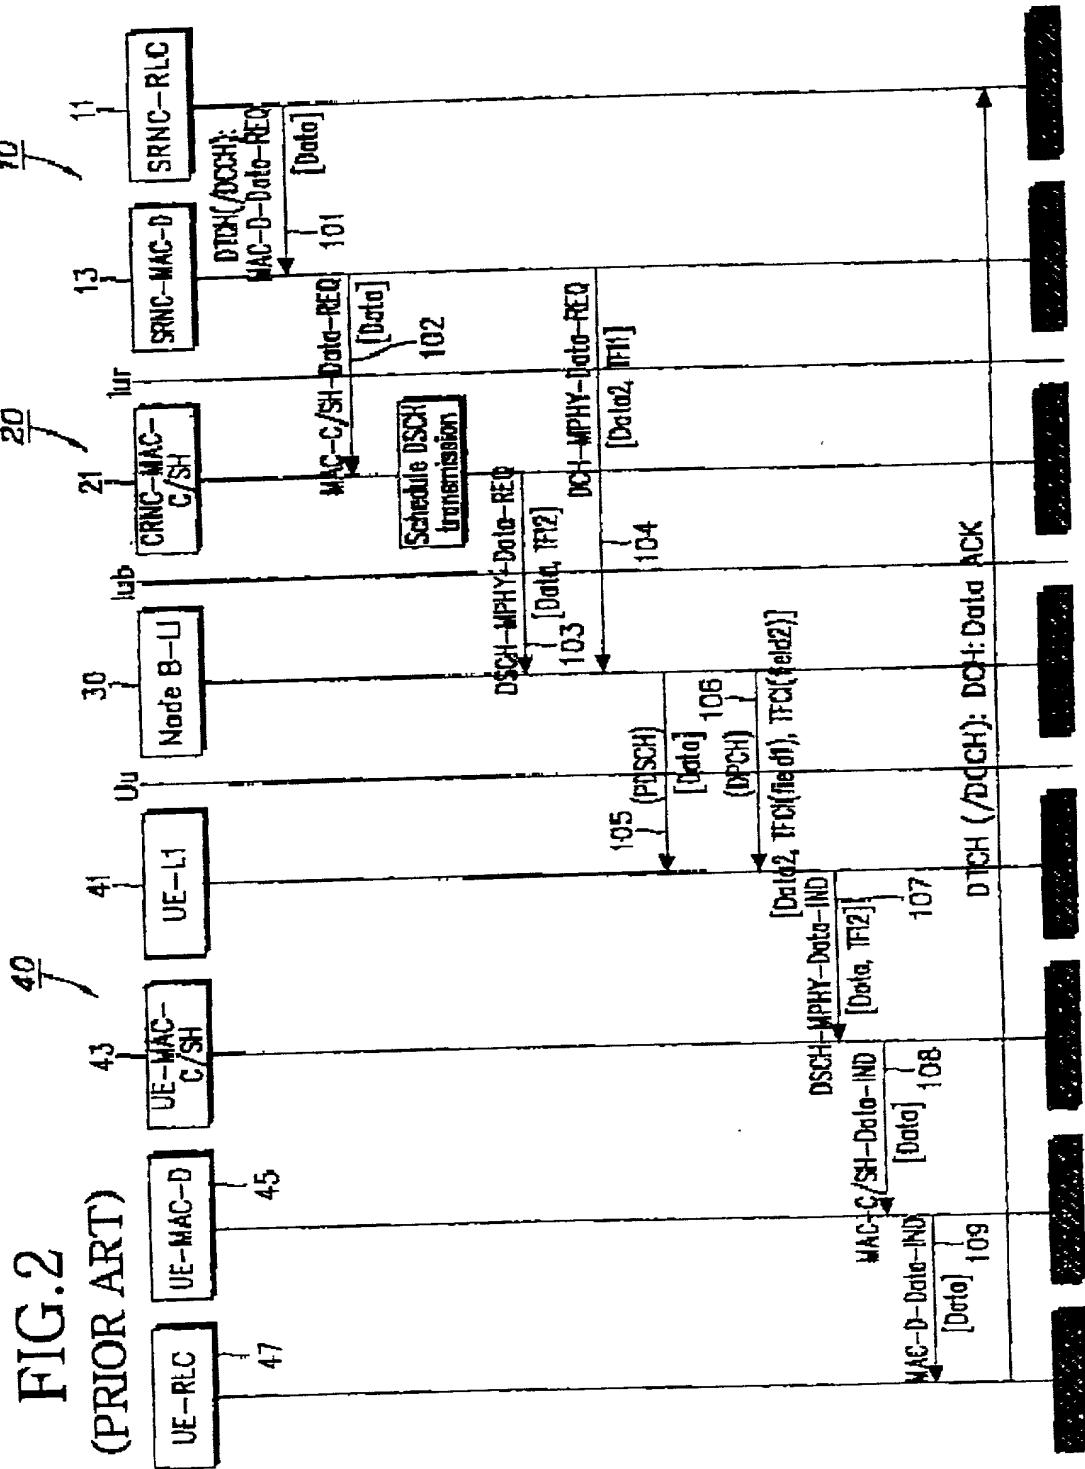 FIG.2
(PRIOR ART)
40
20
10
47
45
43
41
30
21
13
11
UE-RLC
UE-MAC-D
UE-MAC-
C/SH
UE-L1
Node B-L1
CRNC-MAC-
C/SH
SRNC-MAC-D
SRNC-RLC
Uu
Iub
Iur
DTCH(/DCCH):
MAC-D-Data-REQ
[Data]
101
MAC-C/SH-Data-REQ
[Data]
102
Schedule DSCH
transmission
DSCH-MPHY-Data-REQ
[Data, TFI2]
103
DCH-MPHY-Data-REQ
[Data2, TFI1]
104
105
(PDSCH)
[Data]
(DPCH)
106
[Data2, TFCI(field1), TFCI(field2)]
DSCH-MPHY-Data-IND
[Data, TFI2]
107
MAC-C/SH-Data-IND
[Data]
108
MAC-D-Data-IND
[Data]
109
DTCH (/DCCH): DCH:Data ACK